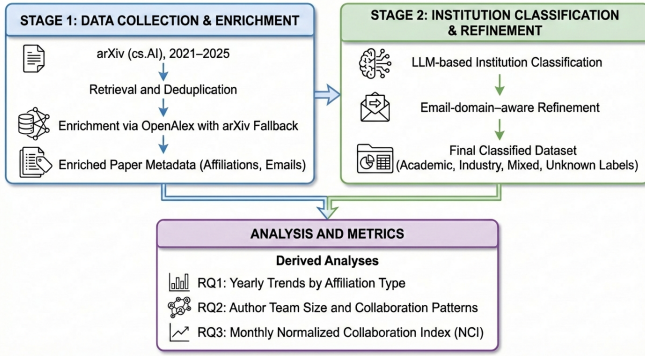 STAGE 1: DATA COLLECTION & ENRICHMENT
arXiv (cs.AI), 2021–2025
Retrieval and Deduplication
Enrichment via OpenAlex with arXiv Fallback
Enriched Paper Metadata (Affiliations, Emails)
STAGE 2: INSTITUTION CLASSIFICATION
& REFINEMENT
LLM-based Institution Classification
Email-domain–aware Refinement
Final Classified Dataset
(Academic, Industry, Mixed, Unknown Labels)
ANALYSIS AND METRICS
Derived Analyses
RQ1: Yearly Trends by Affiliation Type
RQ2: Author Team Size and Collaboration Patterns
RQ3: Monthly Normalized Collaboration Index (NCI)